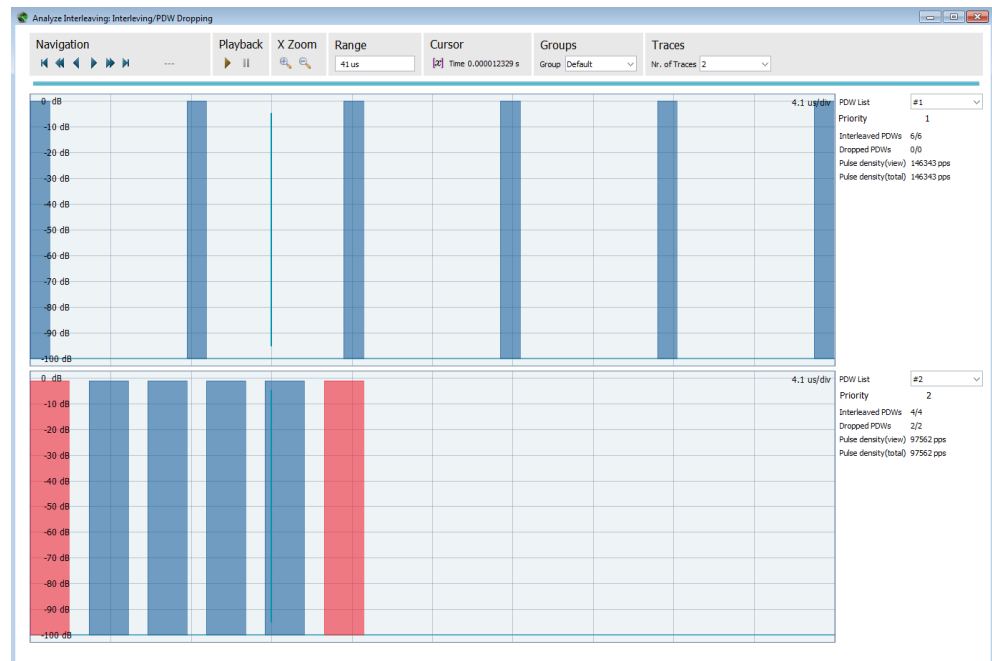 Analyze Interleaving: Interleving/PDW Dropping
Navigation Playback X Zoom Range Cursor Groups Traces
--- 41 us [x] Time 0.000012329 s Group Default Nr. of Traces 2
0 dB 4.1 us/div PDW List #1
Priority 1
-10 dB
Interleaved PDWs 6/6
Dropped PDWs 0/0
-20 dB
Pulse density(view) 146343 pps
Pulse density(total) 146343 pps
-30 dB
-40 dB
-50 dB
-60 dB
-70 dB
-80 dB
-90 dB
-100 dB
0 dB 4.1 us/div PDW List #2
Priority 2
-10 dB
Interleaved PDWs 4/4
Dropped PDWs 2/2
-20 dB
Pulse density(view) 97562 pps
Pulse density(total) 97562 pps
-30 dB
-40 dB
-50 dB
-60 dB
-70 dB
-80 dB
-90 dB
-100 dB